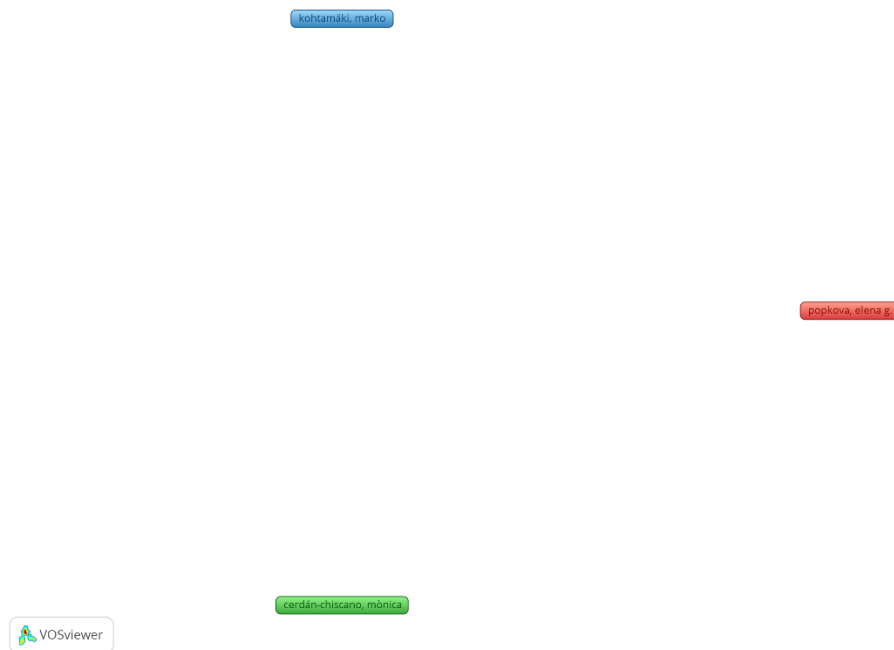 kohtamäki, marko
popkova, elena g.
cerdán-chiscano, mònica
VOSviewer